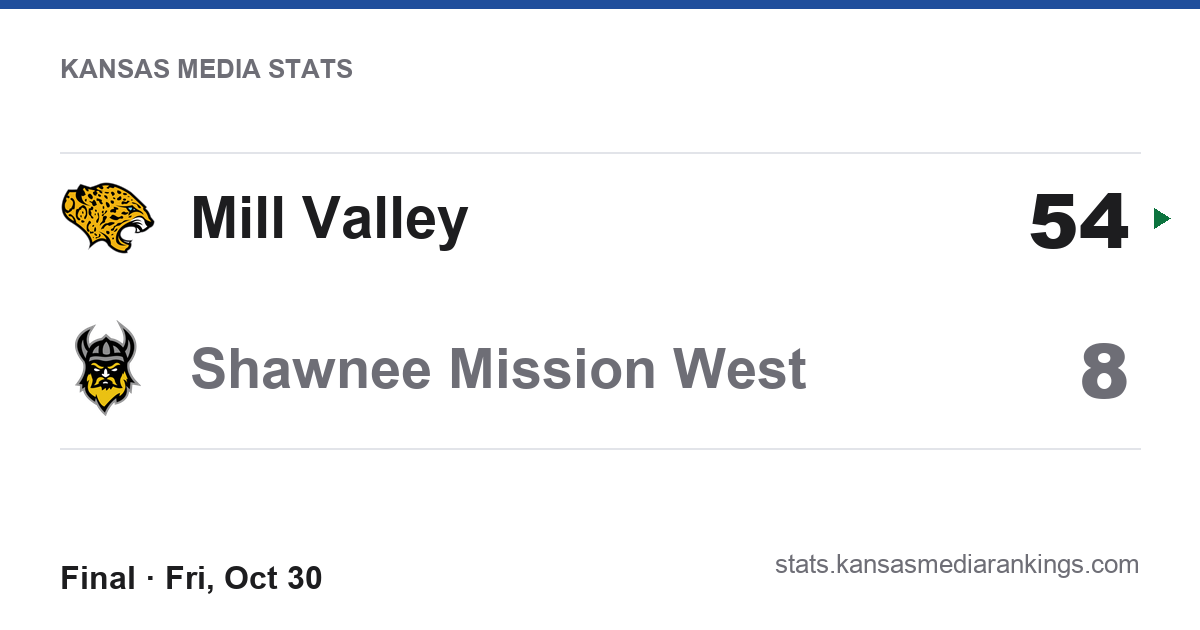 KANSAS MEDIA STATS
Mill Valley 54
Shawnee Mission West 8
Final · Fri, Oct 30
stats.kansasmediarankings.com